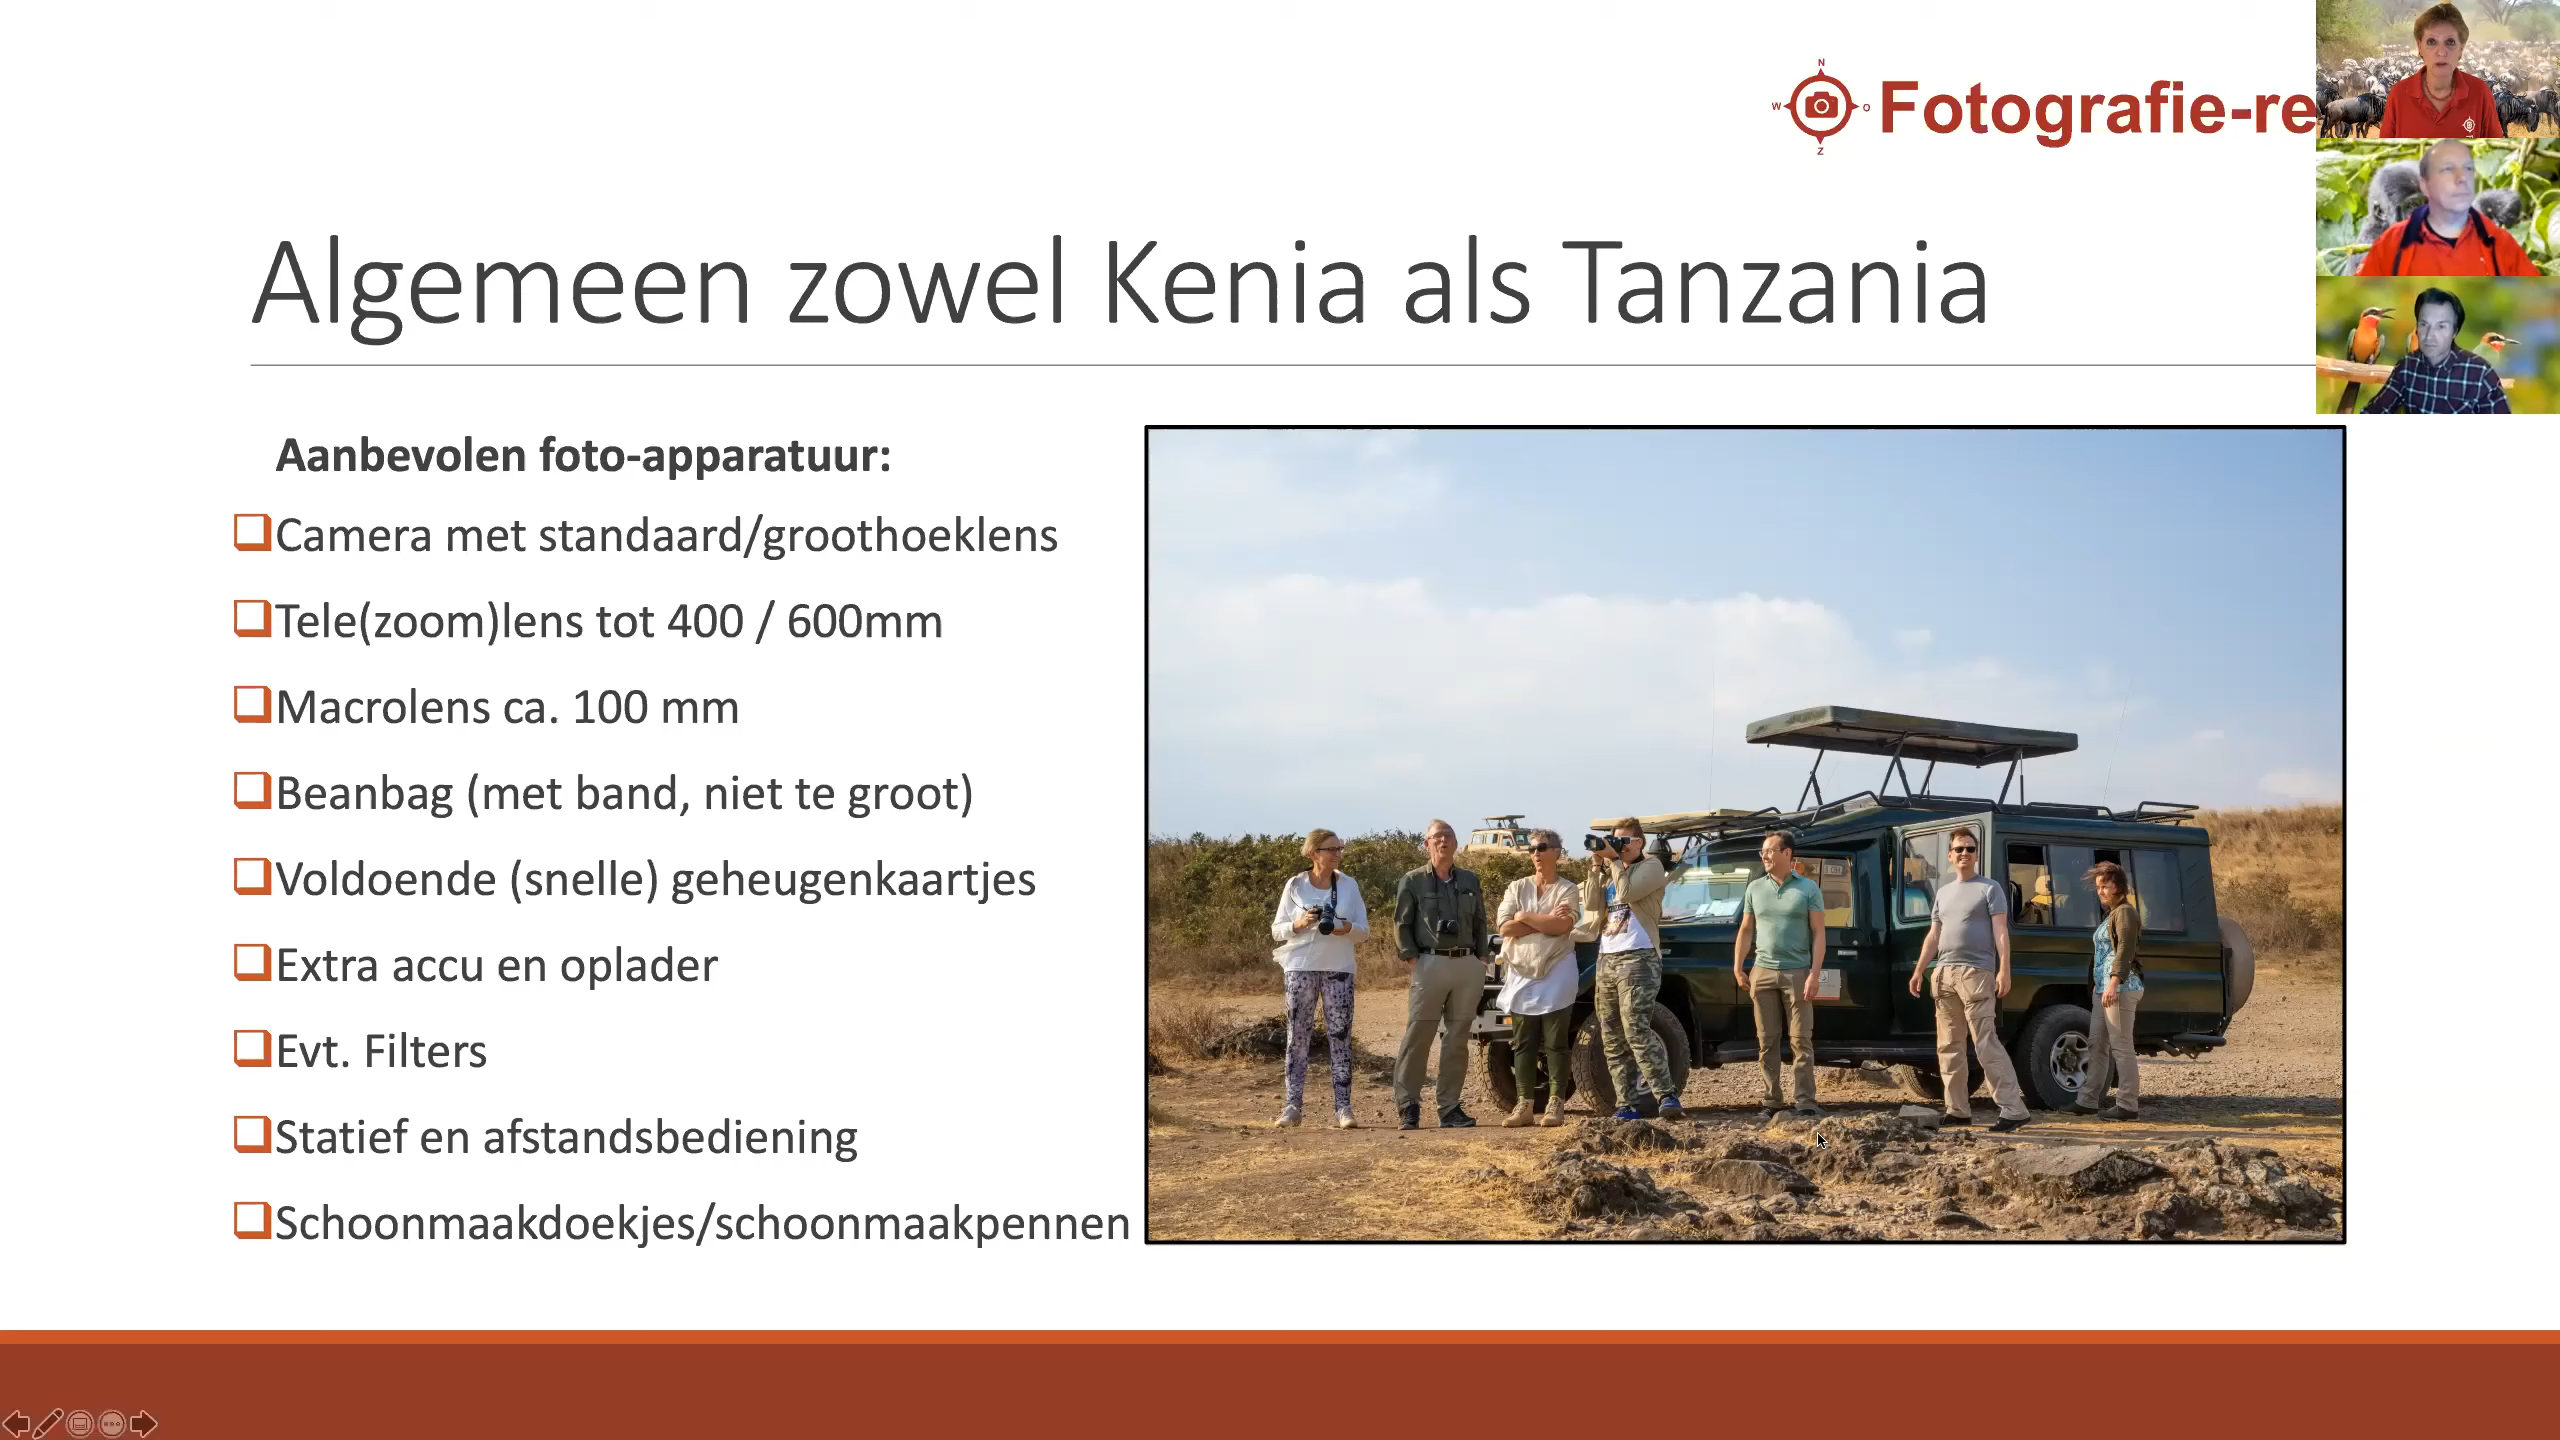 N
W
O
Z
Fotografie-re
Algemeen zowel Kenia als Tanzania
Aanbevolen foto-apparatuur:
Camera met standaard/groothoeklens
Tele(zoom)lens tot 400 / 600mm
Macrolens ca. 100 mm
Beanbag (met band, niet te groot)
Voldoende (snelle) geheugenkaartjes
Extra accu en oplader
Evt. Filters
Statief en afstandsbediening
Schoonmaakdoekjes/schoonmaakpennen